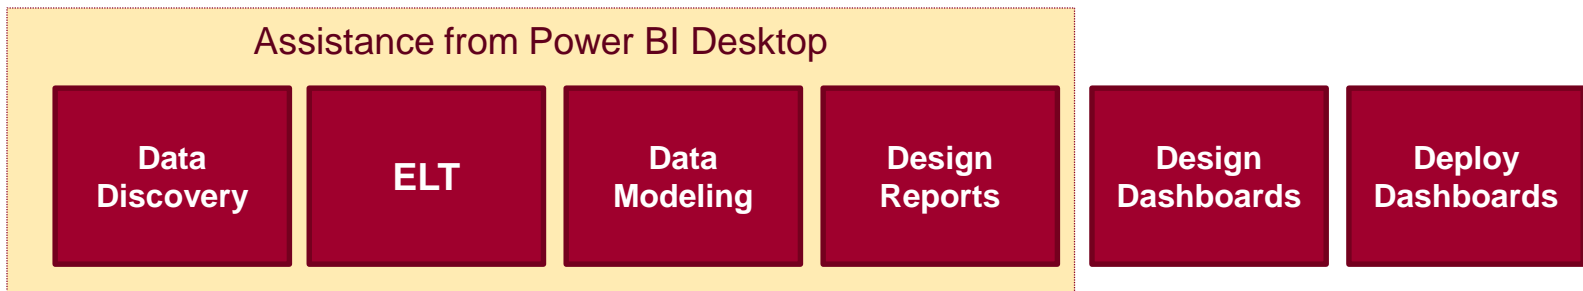 Assistance from Power BI Desktop
Data
Discovery
ELT
Data
Modeling
Design
Reports
Design
Dashboards
Deploy
Dashboards